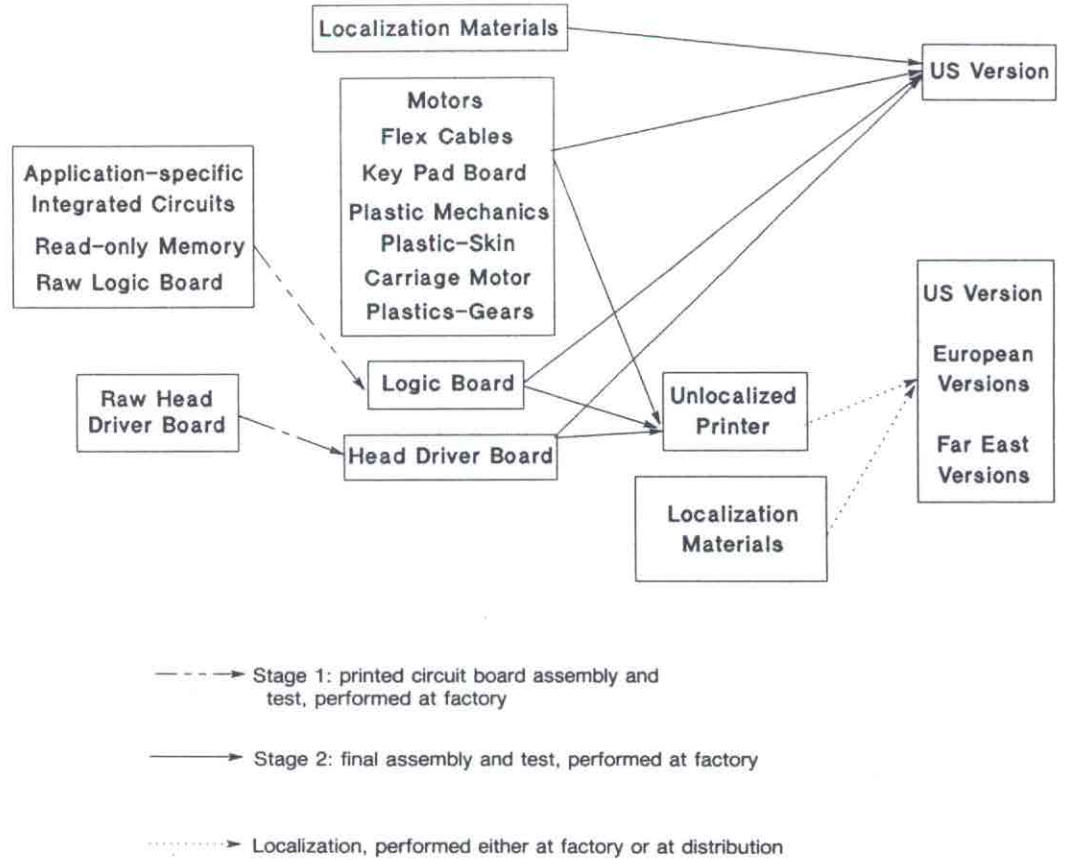 Localization Materials
US Version
Motors
Flex Cables
Key Pad Board
Plastic Mechanics
Plastic-Skin
Carriage Motor
Plastics-Gears
Application-specific
Integrated Circuits
Read-only Memory
Raw Logic Board
Logic Board
Raw Head
Driver Board
Head Driver Board
Unlocalized
Printer
Localization
Materials
US Version
European
Versions
Far East
Versions
Stage 1: printed circuit board assembly and
test, performed at factory
Stage 2: final assembly and test, performed at factory
Localization, performed either at factory or at distribution